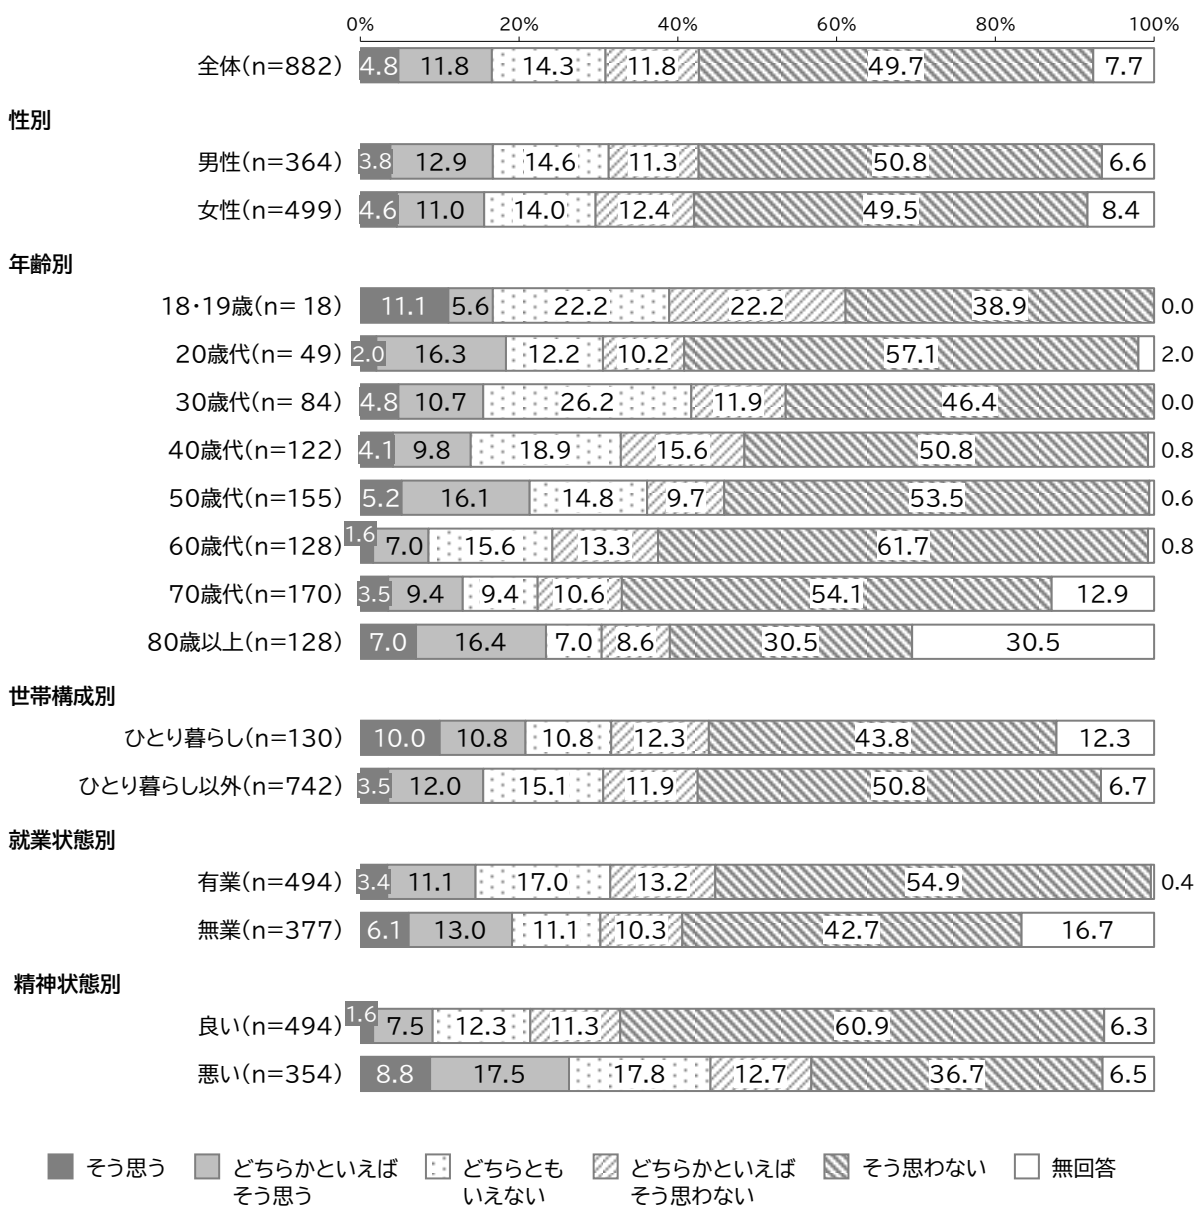 0% 20% 40% 60% 80% 100%
全体(n=882) 4.8 11.8 14.3 11.8 49.7 7.7
性別
男性(n=364) 3.8 12.9 14.6 11.3 50.8 6.6
女性(n=499) 4.6 11.0 14.0 12.4 49.5 8.4
年齢別
18・19歳(n= 18) 11.1 5.6 22.2 22.2 38.9 0.0
20歳代(n= 49) 2.0 16.3 12.2 10.2 57.1 2.0
30歳代(n= 84) 4.8 10.7 26.2 11.9 46.4 0.0
40歳代(n=122) 4.1 9.8 18.9 15.6 50.8 0.8
50歳代(n=155) 5.2 16.1 14.8 9.7 53.5 0.6
60歳代(n=128) 1.6 7.0 15.6 13.3 61.7 0.8
70歳代(n=170) 3.5 9.4 9.4 10.6 54.1 12.9
80歳以上(n=128) 7.0 16.4 7.0 8.6 30.5 30.5
世帯構成別
ひとり暮らし(n=130) 10.0 10.8 10.8 12.3 43.8 12.3
ひとり暮らし以外(n=742) 3.5 12.0 15.1 11.9 50.8 6.7
就業状態別
有業(n=494) 3.4 11.1 17.0 13.2 54.9 0.4
無業(n=377) 6.1 13.0 11.1 10.3 42.7 16.7
精神状態別
良い(n=494) 1.6 7.5 12.3 11.3 60.9 6.3
悪い(n=354) 8.8 17.5 17.8 12.7 36.7 6.5
そう思う
どちらかといえば
そう思う
どちらとも
いえない
どちらかといえば
そう思わない
そう思わない
無回答